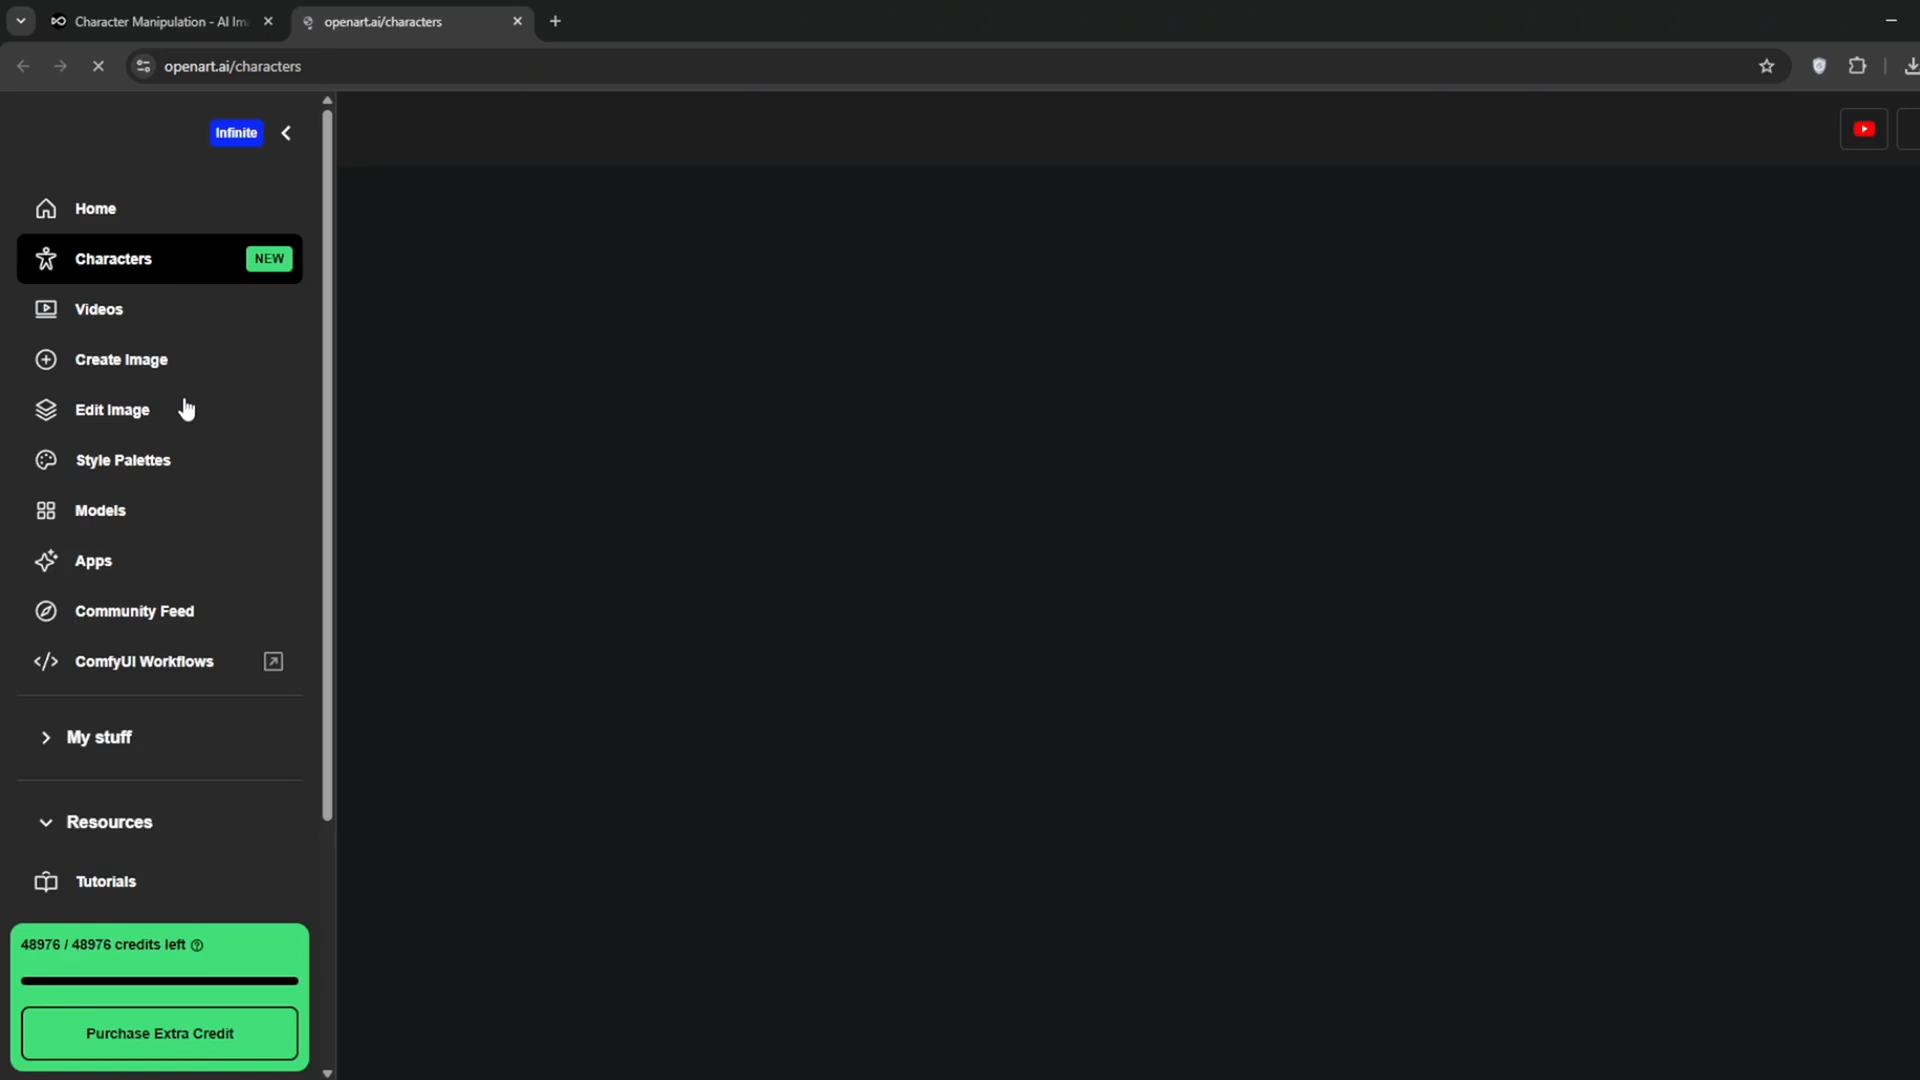 Character Manipulation - AI Im
openart.ai/characters
openart.ai/characters
Infinite
Home
Characters
NEW
Videos
Create Image
Edit Image
Style Palettes
Models
Apps
Community Feed
ComfyUI Workflows
My stuff
Resources
Tutorials
48976 / 48976 credits left
Purchase Extra Credit